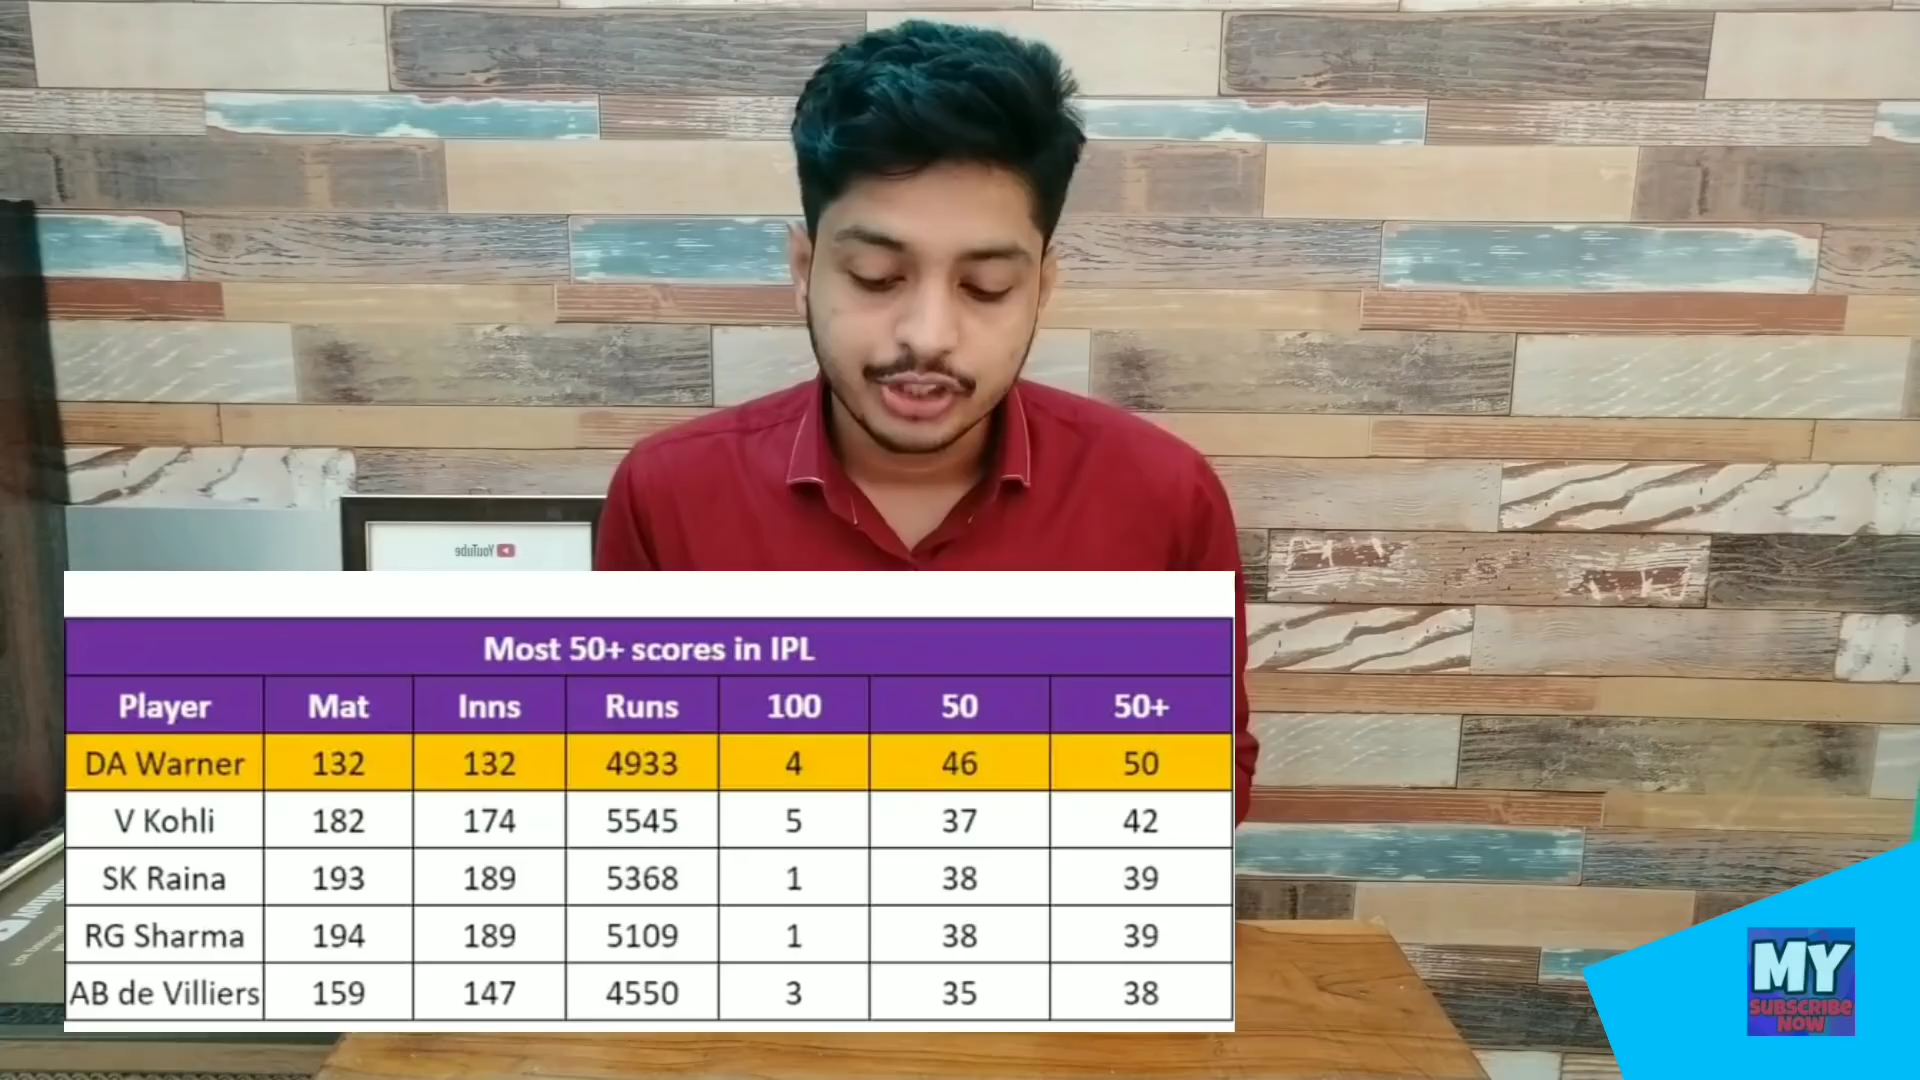 YouTube
Most 50+ scores in IPL
Player Mat Inns Runs 100 50 50+
DA Warner 132 132 4933 4 46 50
V Kohli 182 174 5545 5 37 42
SK Raina 193 189 5368 1 38 39
RG Sharma 194 189 5109 1 38 39
AB de Villiers 159 147 4550 3 35 38
MY
SUBSCRIBE
NOW